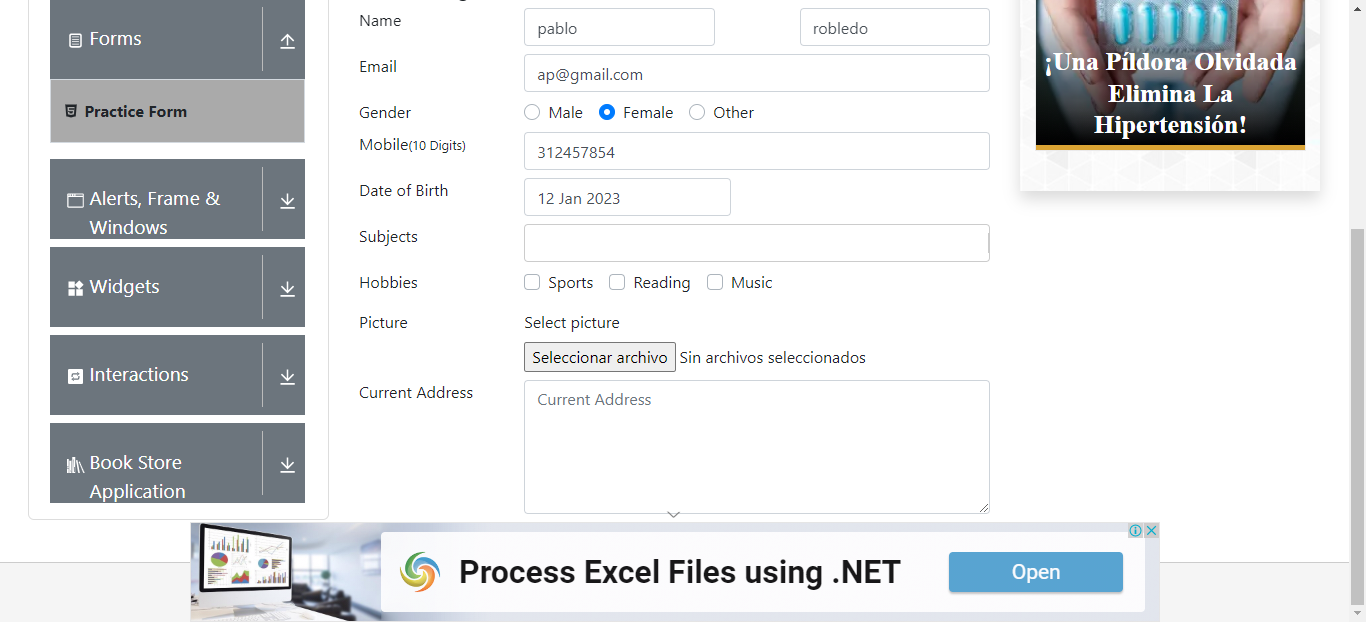 Forms
Practice Form
Alerts, Frame &
Windows
Widgets
Interactions
Book Store
Application
Name
pablo
robledo
Email
ap@gmail.com
Gender
Male
Female
Other
Mobile(10 Digits)
312457854
Date of Birth
12 Jan 2023
Subjects
Hobbies
Sports
Reading
Music
Picture
Select picture
Seleccionar archivo Sin archivos seleccionados
Current Address
Current Address
¡Una Píldora Olvidada
Elimina La
Hipertensión!
Process Excel Files using .NET
Open